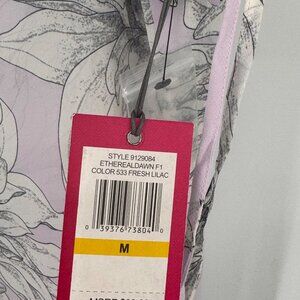 STYLE 9129084
ETHEREALDAWN F1
COLOR 533 FRESH LILAC
0 39376 73804 0
M